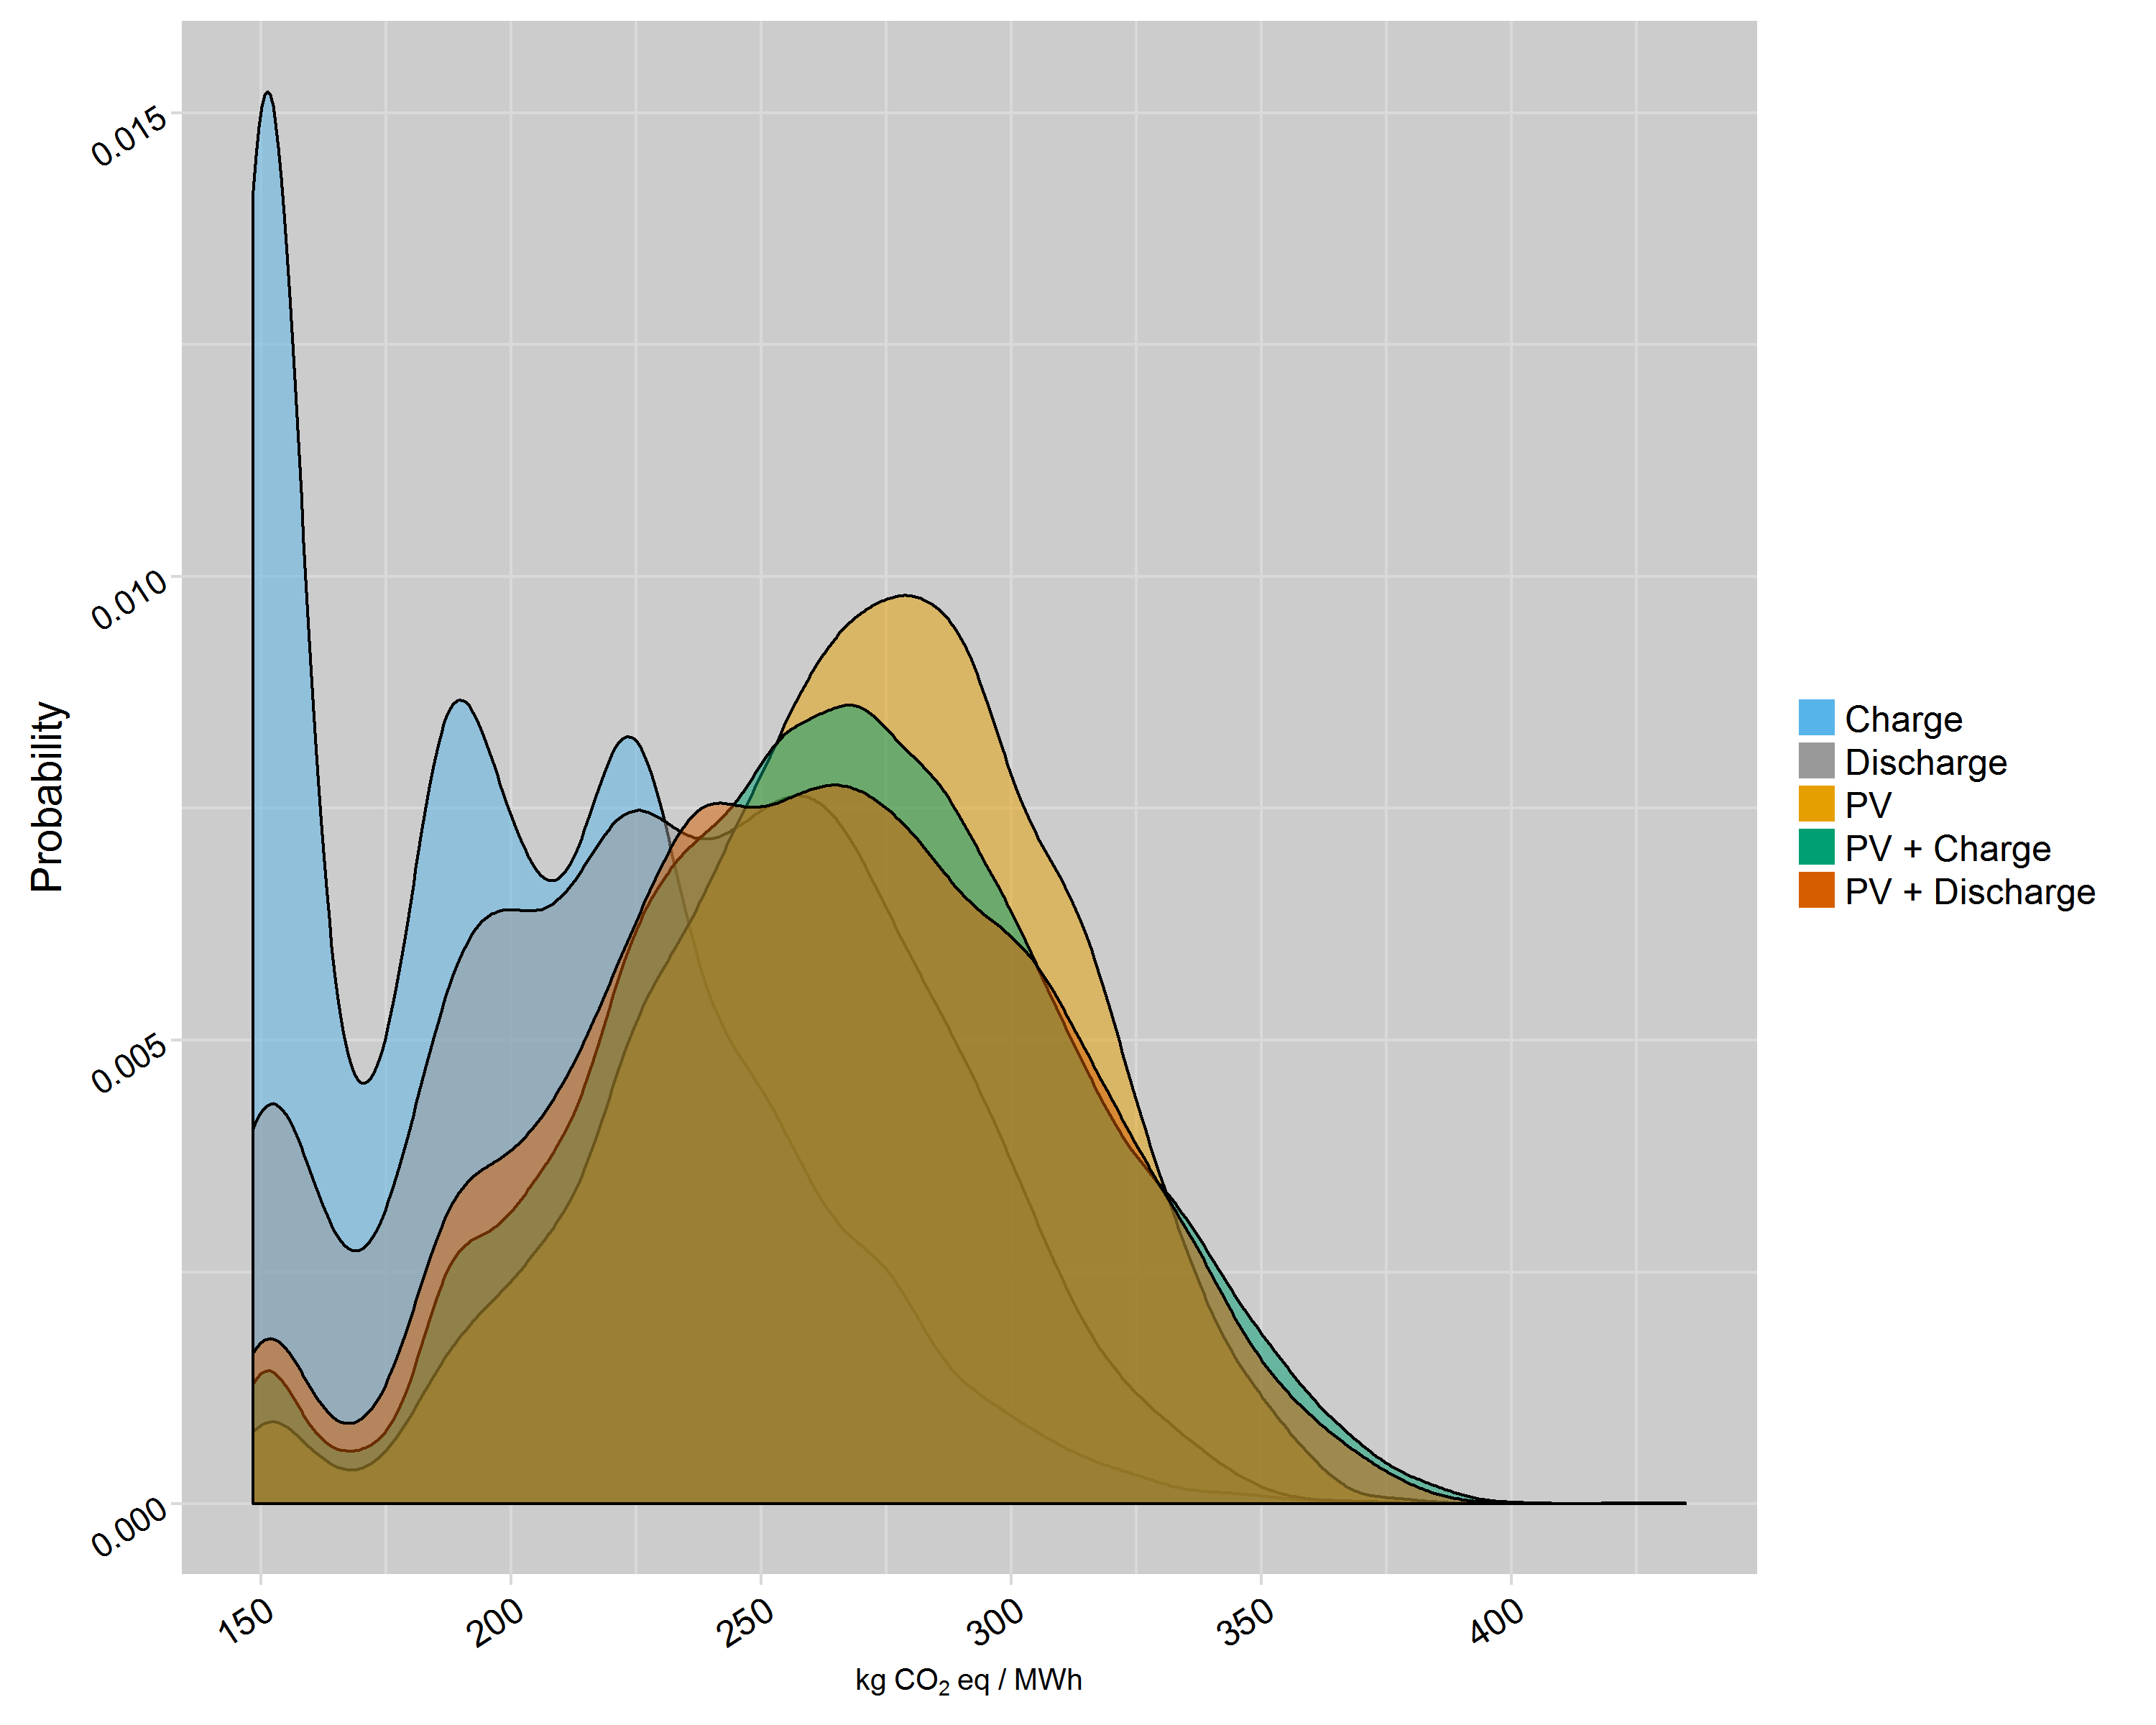 Probability
0.015
0.010
0.005
0.000
150 200 250 300 350 400
kg CO₂ eq / MWh
Charge
Discharge
PV
PV + Charge
PV + Discharge